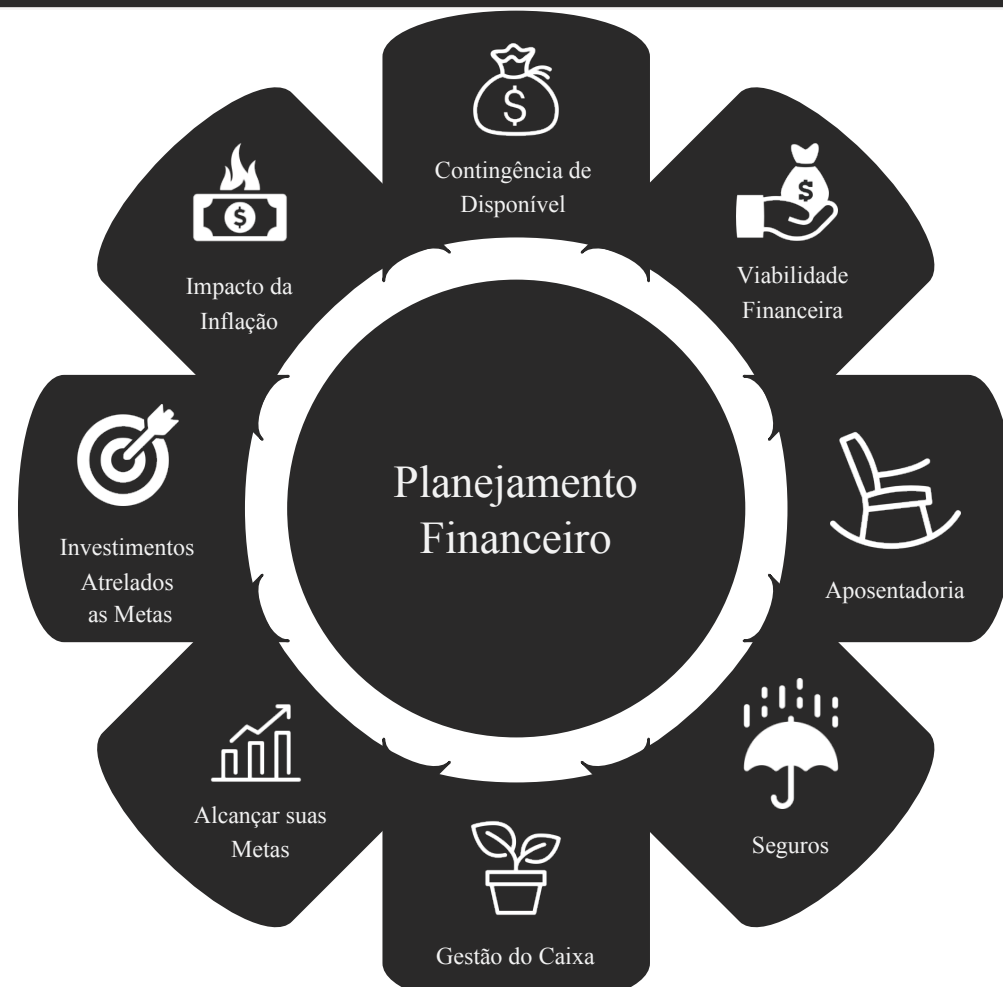 Contingência de
Disponível
Viabilidade
Financeira
Aposentadoria
Seguros
Gestão do Caixa
Alcançar suas
Metas
Investimentos
Atrelados
as Metas
Impacto da
Inflação
Planejamento
Financeiro
$
$
$